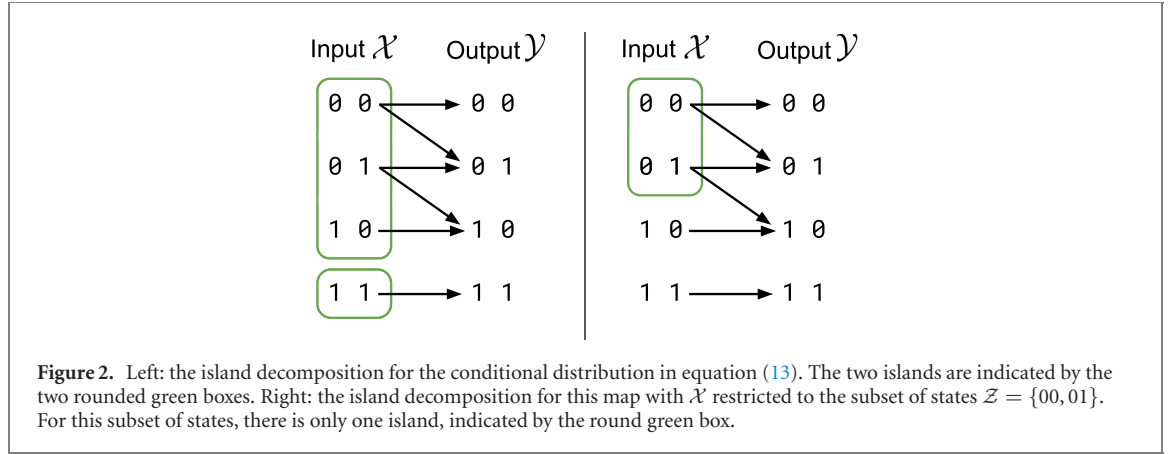 Input 𝒳 Output 𝒴 Input 𝒳 Output 𝒴
0 0 0 0 0 0 0 0
0 1 0 1 0 1 0 1
1 0 1 0 1 0 1 0
1 1 1 1 1 1 1 1
Figure 2. Left: the island decomposition for the conditional distribution in equation (13). The two islands are indicated by the
two rounded green boxes. Right: the island decomposition for this map with 𝒳 restricted to the subset of states 𝒵 = {00, 01}.
For this subset of states, there is only one island, indicated by the round green box.